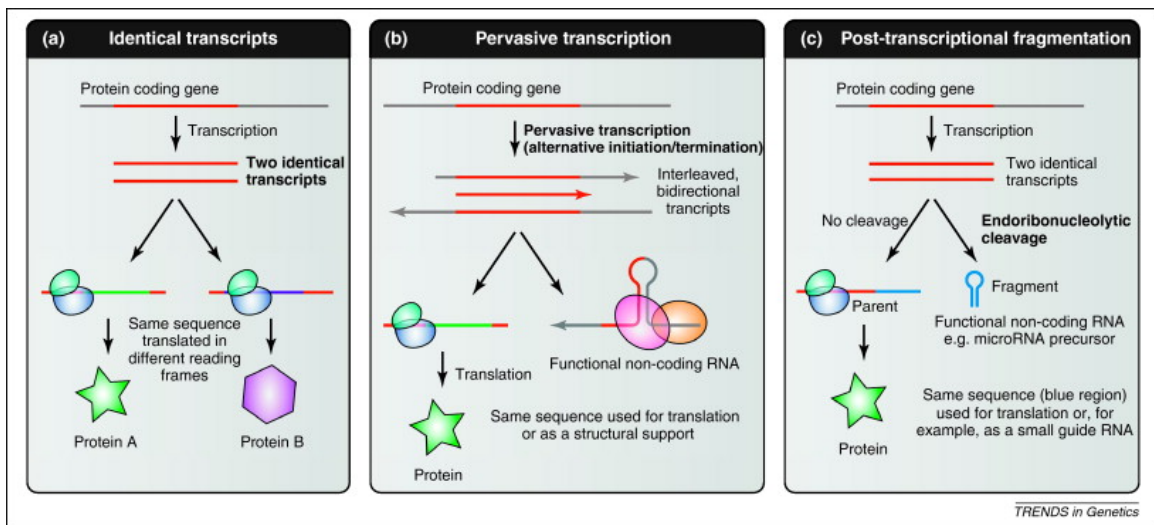 (a) Identical transcripts
Protein coding gene
Transcription
Two identical
transcripts
Same sequence
translated in
different reading
frames
Protein A
Protein B
(b) Pervasive transcription
Protein coding gene
Pervasive transcription
(alternative initiation/termination)
Interleaved,
bidirectional
trancripts
Functional non-coding RNA
Translation
Same sequence used for translation
or as a structural support
Protein
(c) Post-transcriptional fragmentation
Protein coding gene
Transcription
Two identical
transcripts
No cleavage
Endoribonucleolytic
cleavage
Parent
Fragment
Functional non-coding RNA
e.g. microRNA precursor
Same sequence (blue region)
used for translation or, for
example, as a small guide RNA
Protein
TRENDS in Genetics